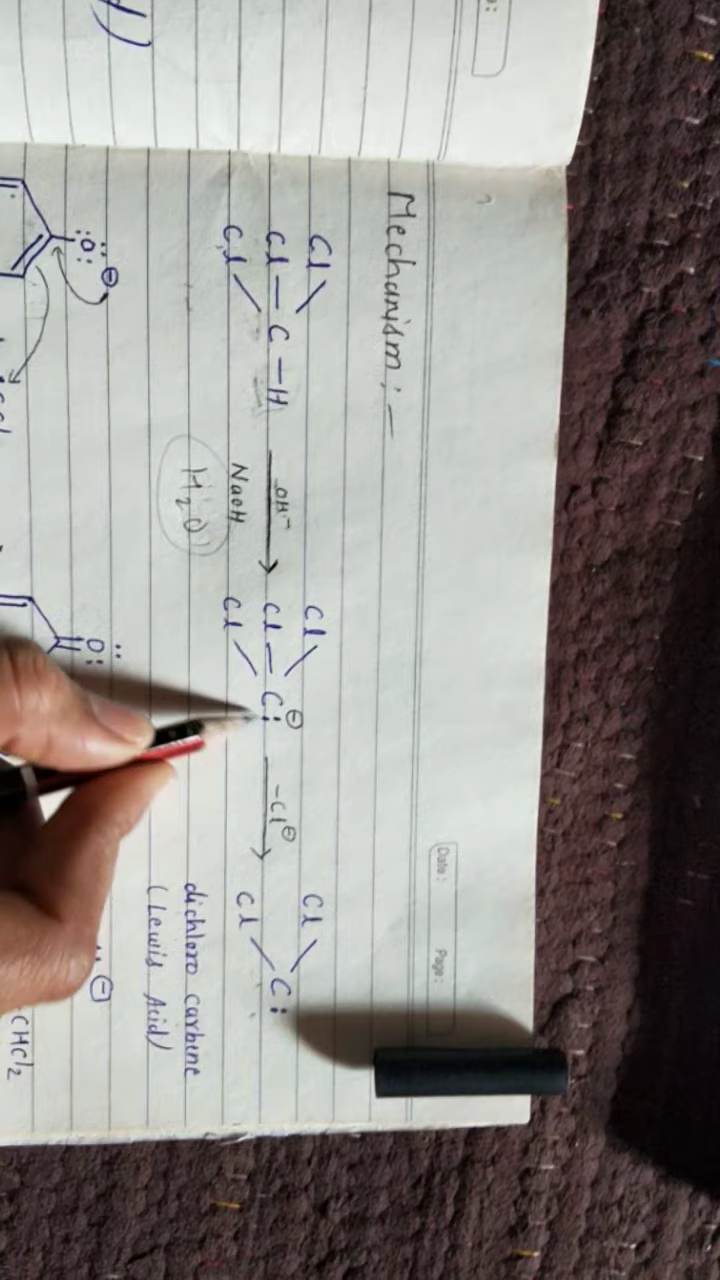 Date: Page:
Mechanism :-
Cl Cl Cl
Cl - C - H OH⁻ Cl - C:⊖ -Cl⊖ C:
Cl NaOH Cl Cl
H₂O dichloro carbene
(Lewis Acid)
:Ö: ⊖ Ö:
⊖
CHCl₂